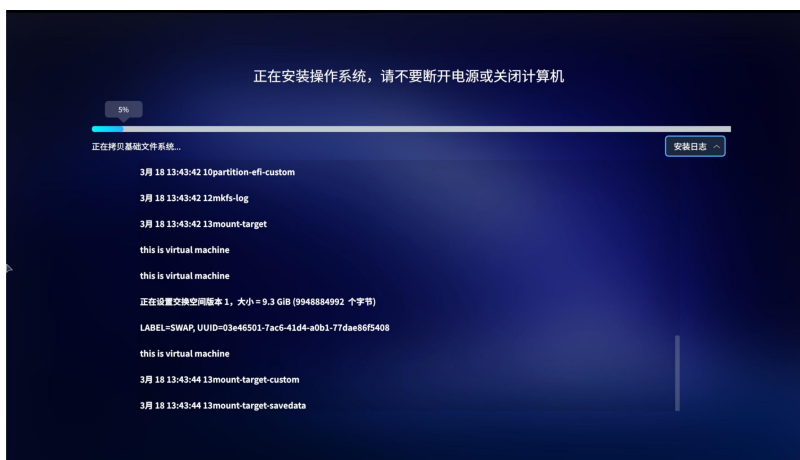 正在安装操作系统，请不要断开电源或关闭计算机
5%
正在拷贝基础文件系统...
安装日志
3月 18 13:43:42 10partition-efi-custom
3月 18 13:43:42 12mkfs-log
3月 18 13:43:42 13mount-target
this is virtual machine
this is virtual machine
正在设置交换空间版本 1，大小 = 9.3 GiB (9948884992 个字节)
LABEL=SWAP, UUID=03e46501-7ac6-41d4-a0b1-77dae86f5408
this is virtual machine
3月 18 13:43:44 13mount-target-custom
3月 18 13:43:44 13mount-target-savedata